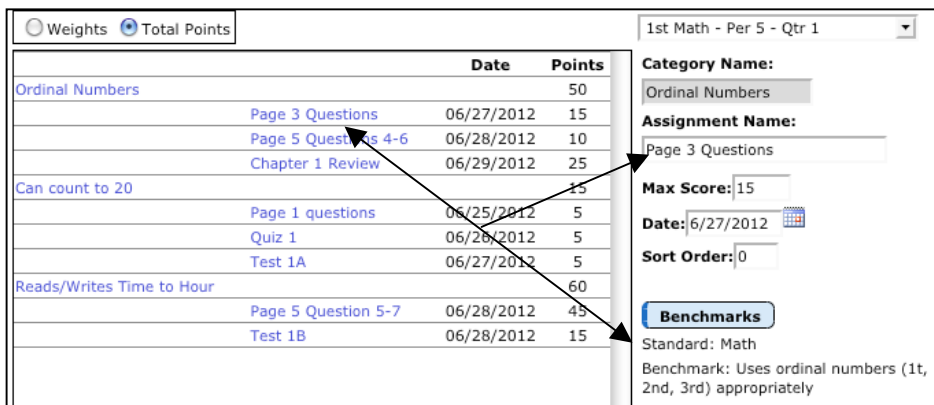 Weights Total Points
Date Points
Ordinal Numbers 50
Page 3 Questions 06/27/2012 15
Page 5 Questions 4-6 06/28/2012 10
Chapter 1 Review 06/29/2012 25
Can count to 20 15
Page 1 questions 06/25/2012 5
Quiz 1 06/26/2012 5
Test 1A 06/27/2012 5
Reads/Writes Time to Hour 60
Page 5 Question 5-7 06/28/2012 45
Test 1B 06/28/2012 15
1st Math - Per 5 - Qtr 1
Category Name:
Ordinal Numbers
Assignment Name:
Page 3 Questions
Max Score: 15
Date: 6/27/2012
Sort Order: 0
Benchmarks
Standard: Math
Benchmark: Uses ordinal numbers (1t,
2nd, 3rd) appropriately